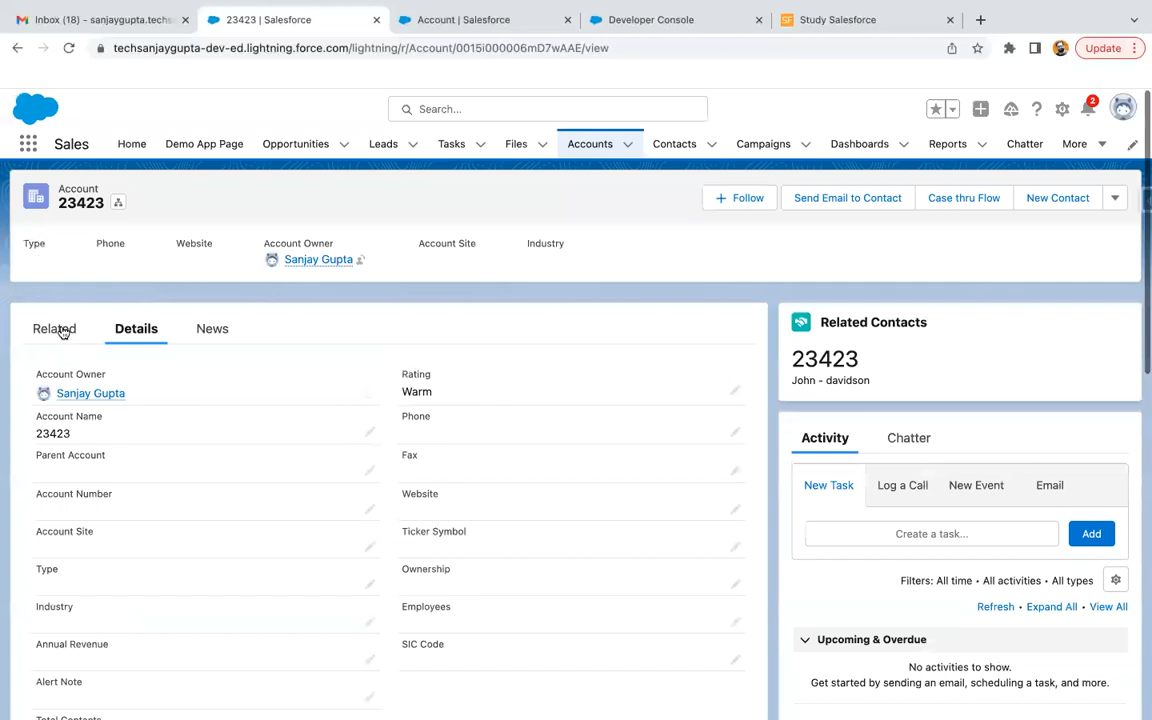 Inbox (18) - sanjaygupta.techs
23423 | Salesforce
Account | Salesforce
Developer Console
Study Salesforce
techsanjaygupta-dev-ed.lightning.force.com/lightning/r/Account/0015i000006mD7wAAE/view
Update
Search...
2
Sales
Home
Demo App Page
Opportunities
Leads
Tasks
Files
Accounts
Contacts
Campaigns
Dashboards
Reports
Chatter
More
Account
23423
+ Follow
Send Email to Contact
Case thru Flow
New Contact
Type
Phone
Website
Account Owner
Account Site
Industry
Sanjay Gupta
Related
Details
News
Account Owner
Sanjay Gupta
Rating
Warm
Account Name
23423
Phone
Parent Account
Fax
Account Number
Website
Account Site
Ticker Symbol
Type
Ownership
Industry
Employees
Annual Revenue
SIC Code
Alert Note
Total Contacts
Related Contacts
23423
John - davidson
Activity
Chatter
New Task
Log a Call
New Event
Email
Create a task...
Add
Filters: All time • All activities • All types
Refresh • Expand All • View All
Upcoming & Overdue
No activities to show.
Get started by sending an email, scheduling a task, and more.